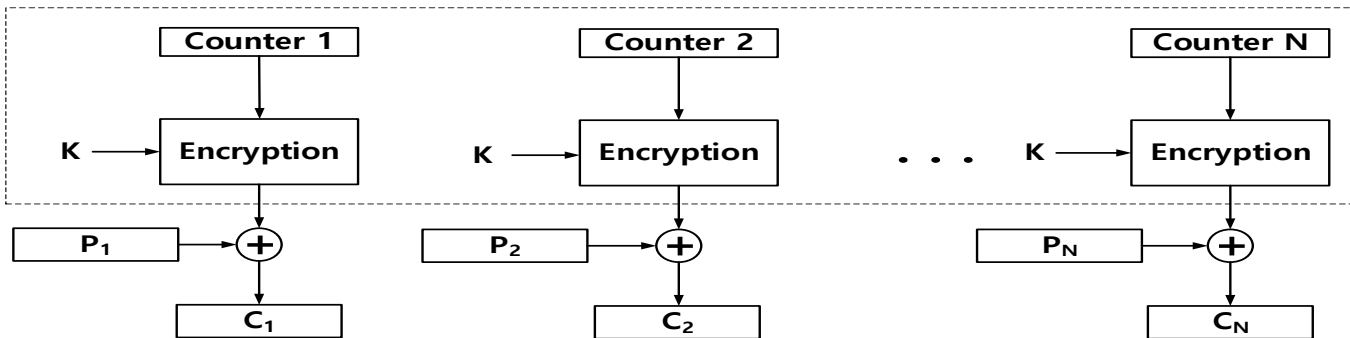 Counter 1 Counter 2 Counter N
K Encryption K Encryption . . . K Encryption
P₁ + P₂ + P_N +
C₁ C₂ C_N